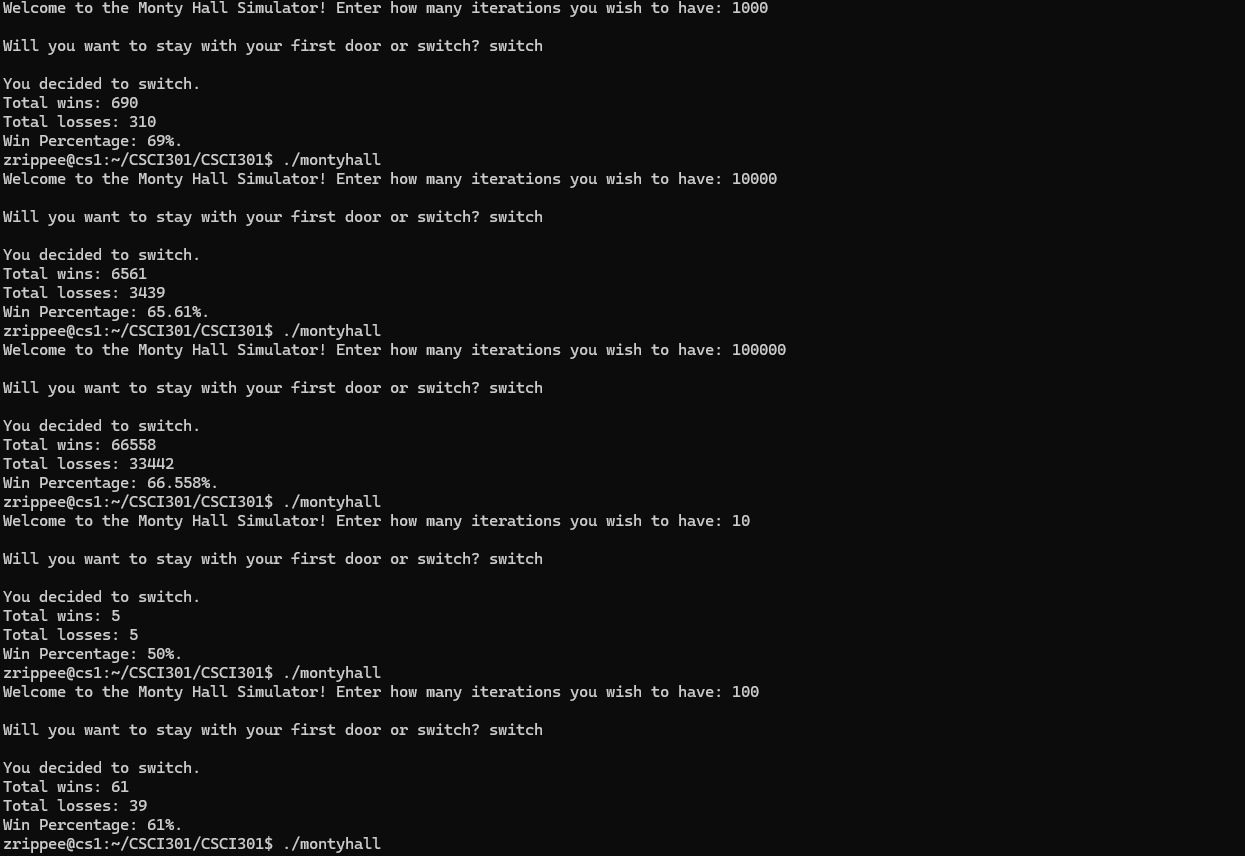 Welcome to the Monty Hall Simulator! Enter how many iterations you wish to have: 1000
Will you want to stay with your first door or switch? switch
You decided to switch.
Total wins: 690
Total losses: 310
Win Percentage: 69%.
zrippee@cs1:~/CSCI301/CSCI301$ ./montyhall
Welcome to the Monty Hall Simulator! Enter how many iterations you wish to have: 10000
Will you want to stay with your first door or switch? switch
You decided to switch.
Total wins: 6561
Total losses: 3439
Win Percentage: 65.61%.
zrippee@cs1:~/CSCI301/CSCI301$ ./montyhall
Welcome to the Monty Hall Simulator! Enter how many iterations you wish to have: 100000
Will you want to stay with your first door or switch? switch
You decided to switch.
Total wins: 66558
Total losses: 33442
Win Percentage: 66.558%.
zrippee@cs1:~/CSCI301/CSCI301$ ./montyhall
Welcome to the Monty Hall Simulator! Enter how many iterations you wish to have: 10
Will you want to stay with your first door or switch? switch
You decided to switch.
Total wins: 5
Total losses: 5
Win Percentage: 50%.
zrippee@cs1:~/CSCI301/CSCI301$ ./montyhall
Welcome to the Monty Hall Simulator! Enter how many iterations you wish to have: 100
Will you want to stay with your first door or switch? switch
You decided to switch.
Total wins: 61
Total losses: 39
Win Percentage: 61%.
zrippee@cs1:~/CSCI301/CSCI301$ ./montyhall